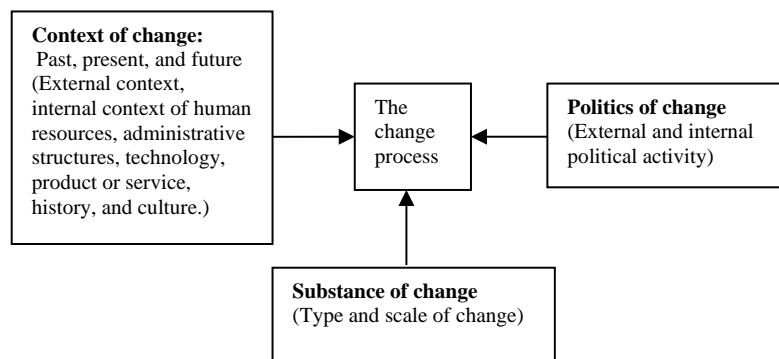 Context of change:
Past, present, and future
(External context,
internal context of human
resources, administrative
structures, technology,
product or service,
history, and culture.)
The
change
process
Politics of change
(External and internal
political activity)
Substance of change
(Type and scale of change)